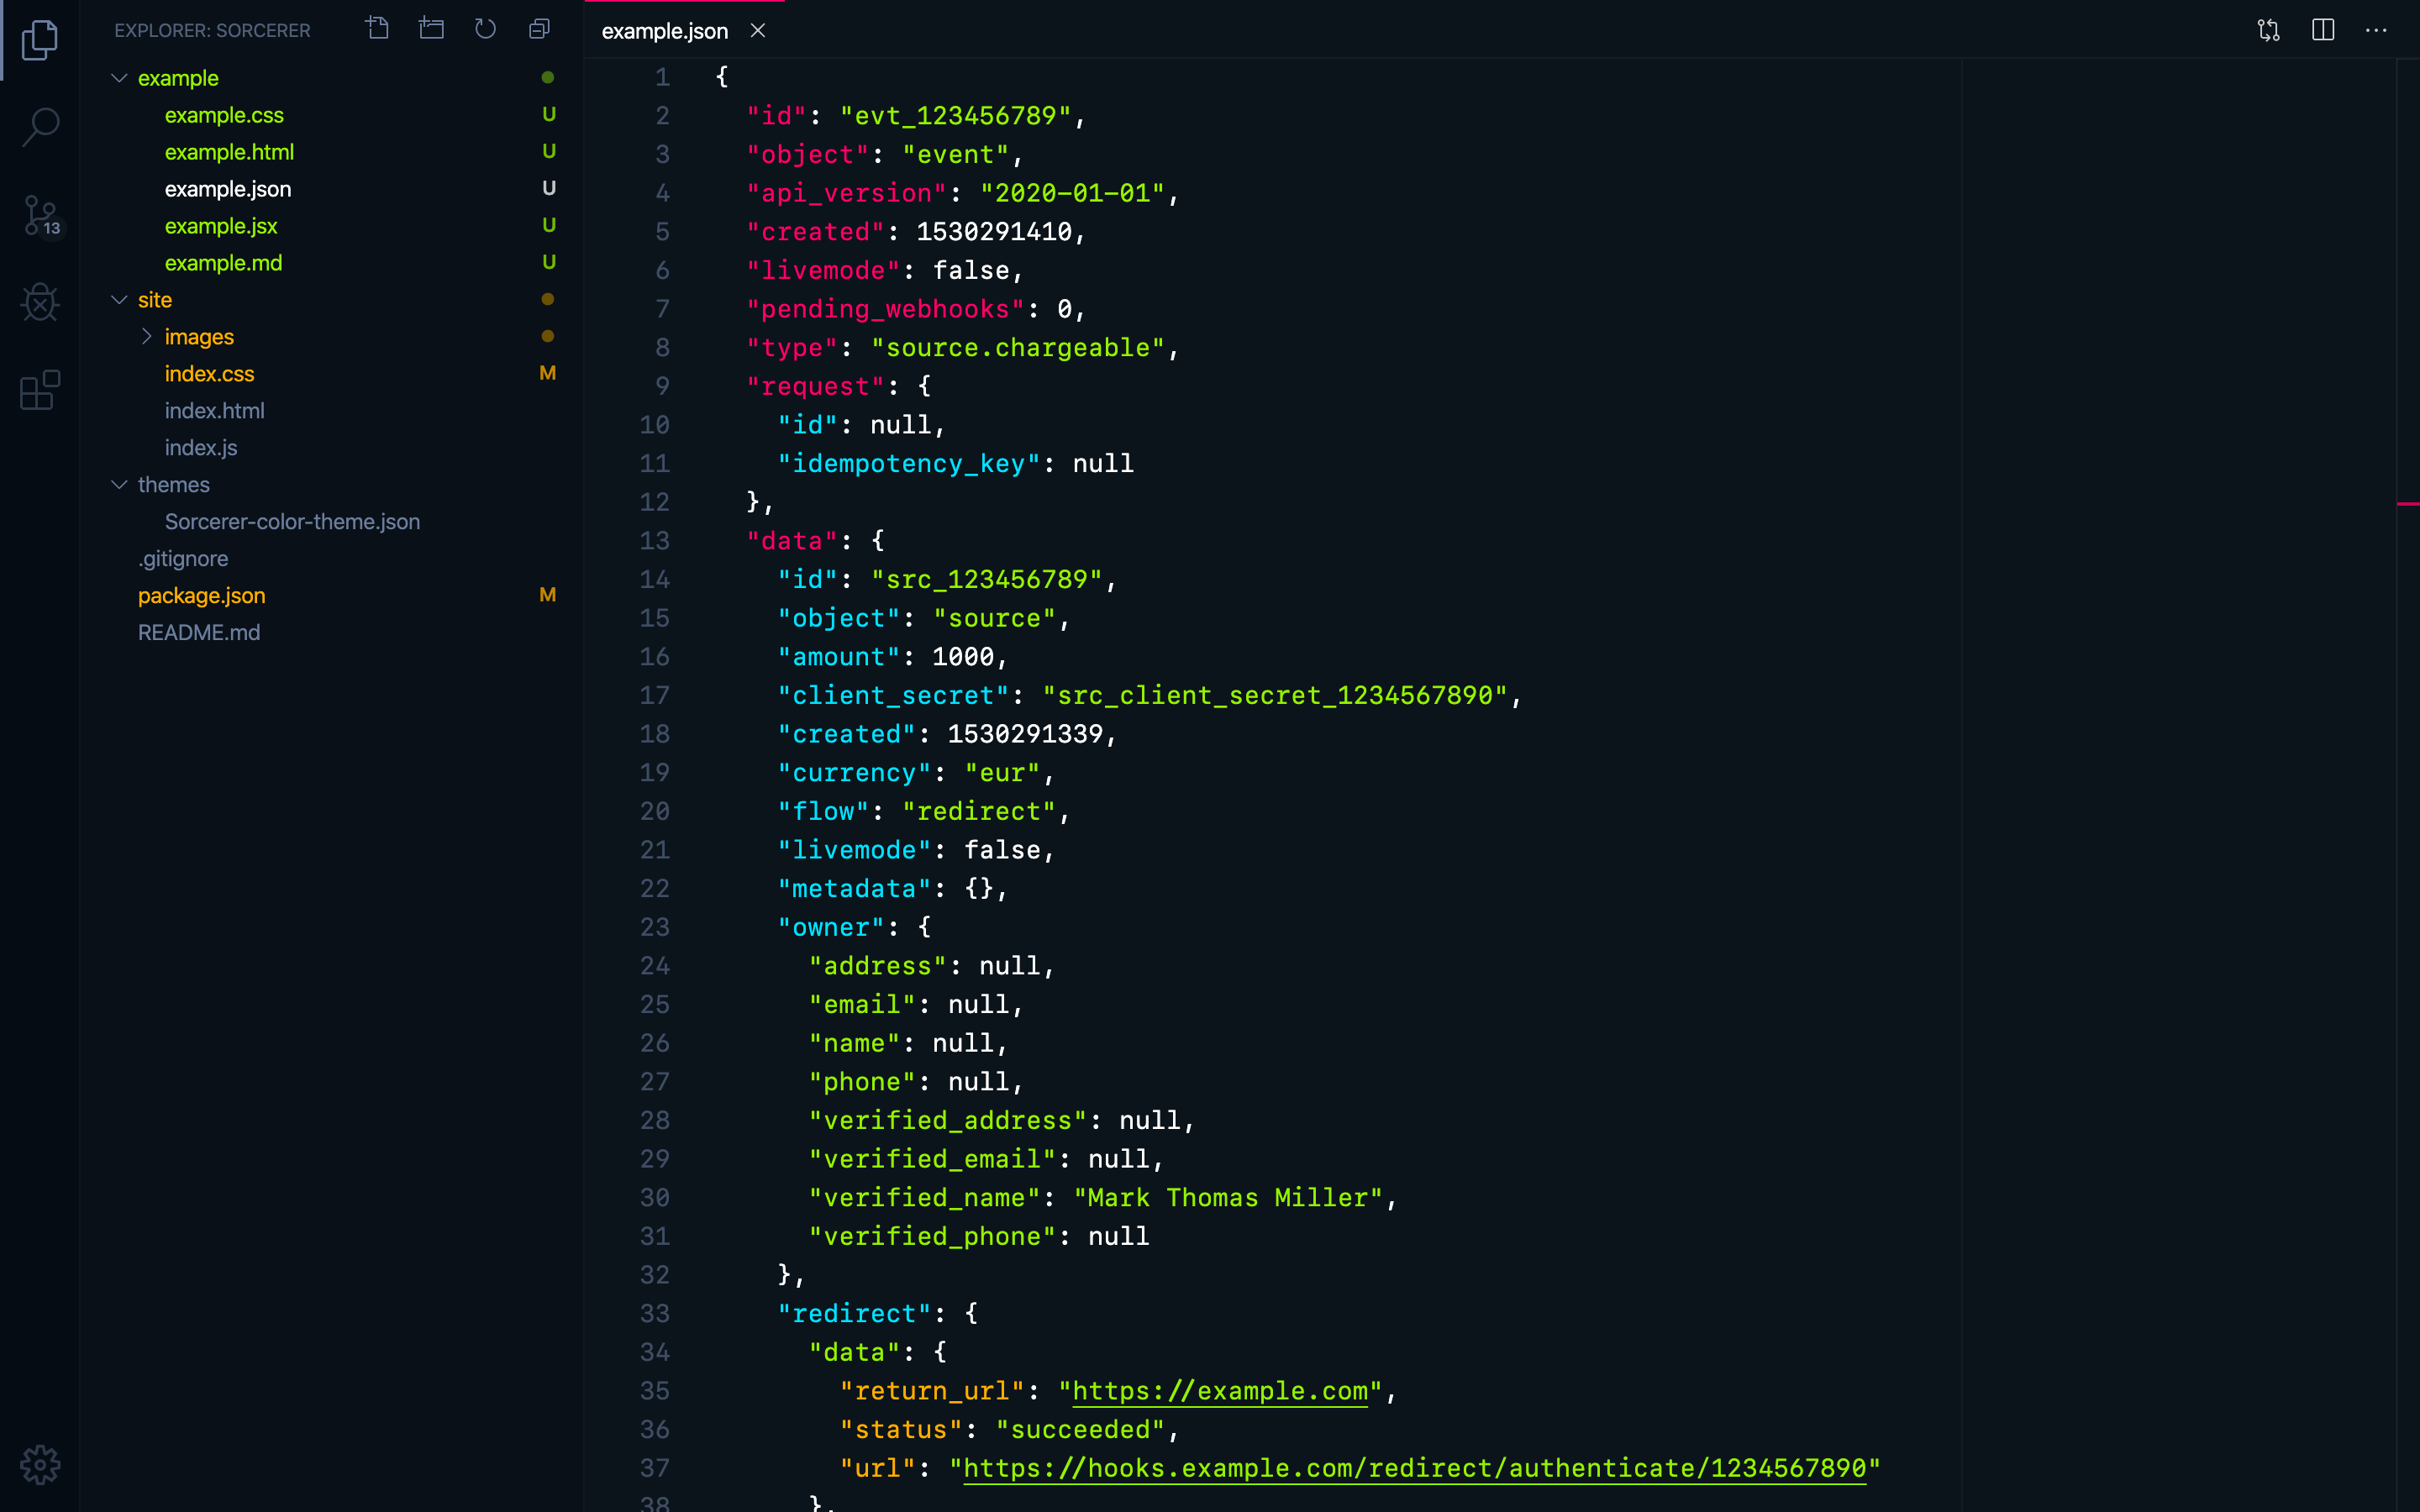 EXPLORER: SORCERER
example
example.css U
example.html U
example.json U
example.jsx U
example.md U
site
images
index.css M
index.html
index.js
themes
Sorcerer-color-theme.json
.gitignore
package.json M
README.md
13
example.json
1 {
2 "id": "evt_123456789",
3 "object": "event",
4 "api_version": "2020-01-01",
5 "created": 1530291410,
6 "livemode": false,
7 "pending_webhooks": 0,
8 "type": "source.chargeable",
9 "request": {
10 "id": null,
11 "idempotency_key": null
12 },
13 "data": {
14 "id": "src_123456789",
15 "object": "source",
16 "amount": 1000,
17 "client_secret": "src_client_secret_1234567890",
18 "created": 1530291339,
19 "currency": "eur",
20 "flow": "redirect",
21 "livemode": false,
22 "metadata": {},
23 "owner": {
24 "address": null,
25 "email": null,
26 "name": null,
27 "phone": null,
28 "verified_address": null,
29 "verified_email": null,
30 "verified_name": "Mark Thomas Miller",
31 "verified_phone": null
32 },
33 "redirect": {
34 "data": {
35 "return_url": "https://example.com",
36 "status": "succeeded",
37 "url": "https://hooks.example.com/redirect/authenticate/1234567890"
38 },